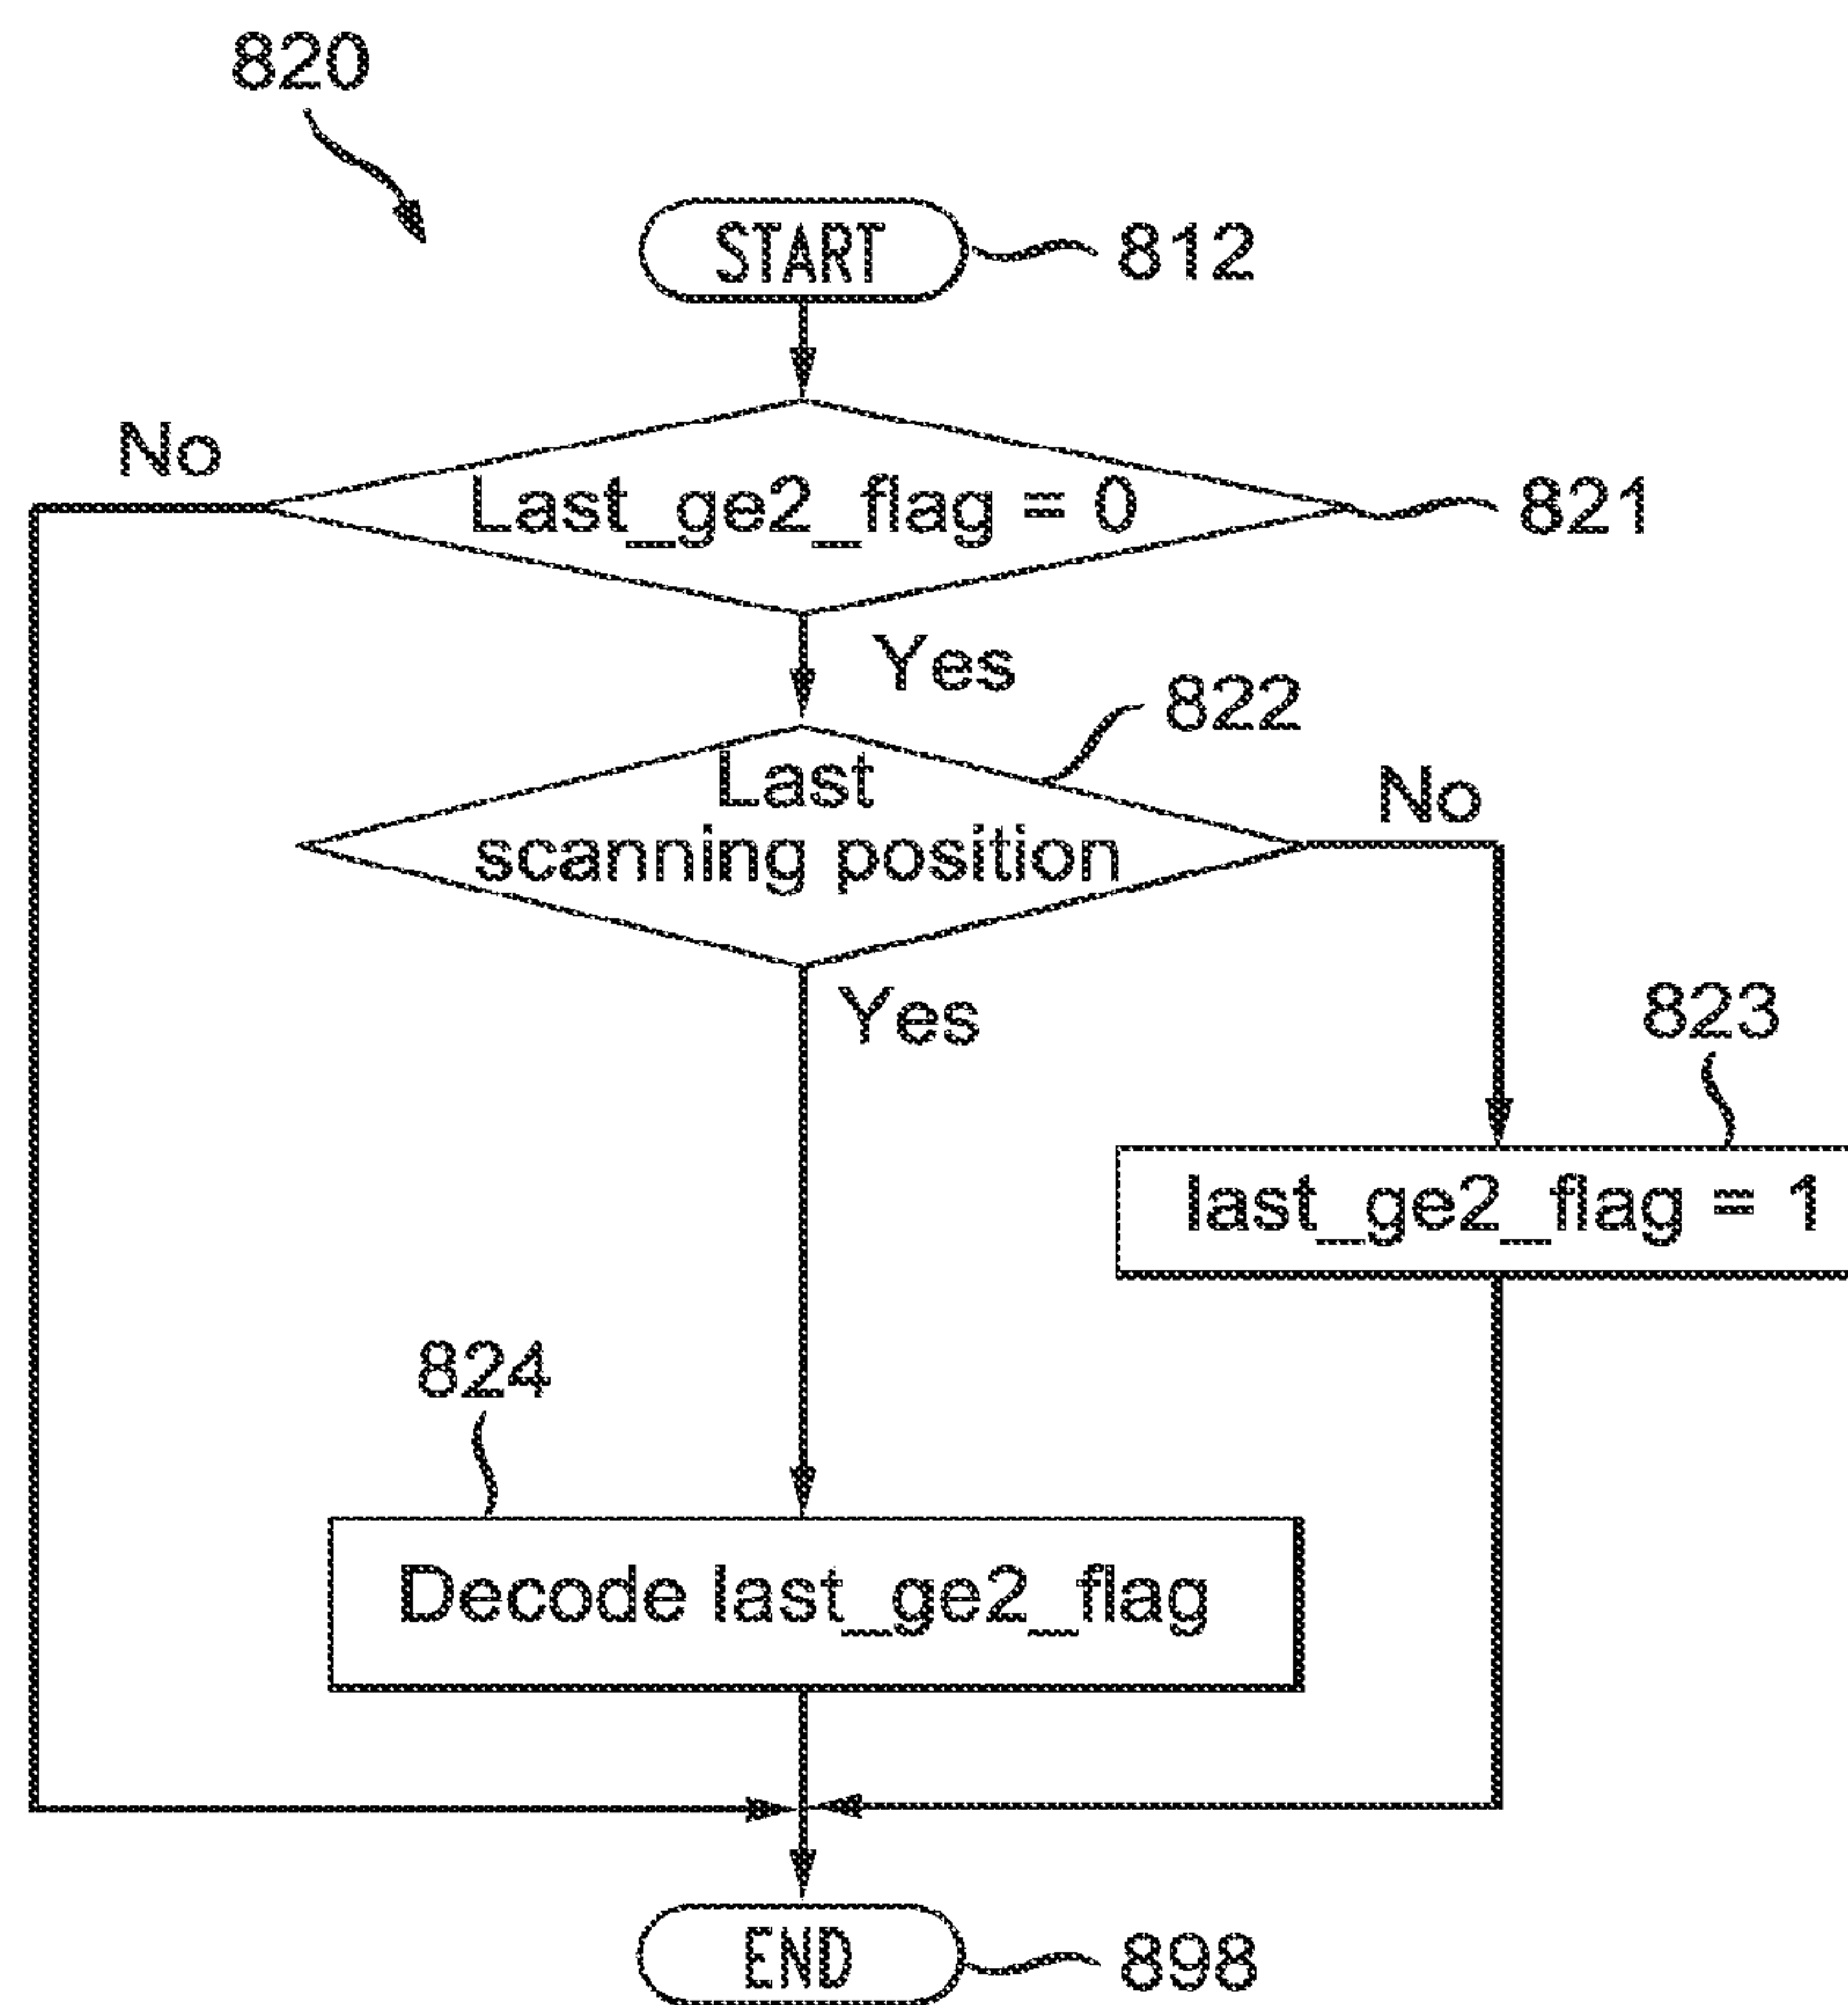 820
START
812
No
Last_ge2_flag = 0
821
Yes
822
Last
scanning position
No
Yes
823
last_ge2_flag = 1
824
Decode last_ge2_flag
END
898